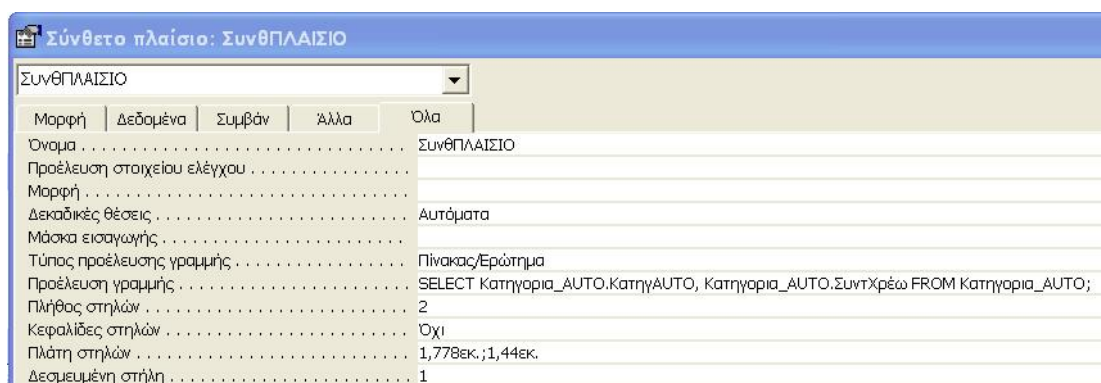 Σύνθετο πλαίσιο: ΣυνθΠΛΑΙΣΙΟ
ΣυνθΠΛΑΙΣΙΟ
Μορφή Δεδομένα Συμβάν Άλλα Όλα
Όνομα . . . . . . . . . . . . . . . . . . . . . . . . . . . . . . . . ΣυνθΠΛΑΙΣΙΟ
Προέλευση στοιχείου ελέγχου . . . . . . . . . . . . . . . .
Μορφή . . . . . . . . . . . . . . . . . . . . . . . . . . . . . . . .
Δεκαδικές θέσεις . . . . . . . . . . . . . . . . . . . . . . . . . Αυτόματα
Μάσκα εισαγωγής . . . . . . . . . . . . . . . . . . . . . . . .
Τύπος προέλευσης γραμμής . . . . . . . . . . . . . . . . . Πίνακας/Ερώτημα
Προέλευση γραμμής . . . . . . . . . . . . . . . . . . . . . . . SELECT Κατηγορια_AUTO.ΚατηγAUTO, Κατηγορια_AUTO.ΣυντΧρέω FROM Κατηγορια_AUTO;
Πλήθος στηλών . . . . . . . . . . . . . . . . . . . . . . . . . . 2
Κεφαλίδες στηλών . . . . . . . . . . . . . . . . . . . . . . . . Όχι
Πλάτη στηλών . . . . . . . . . . . . . . . . . . . . . . . . . . . 1,778εκ.;1,44εκ.
Δεσμευμένη στήλη . . . . . . . . . . . . . . . . . . . . . . . . 1